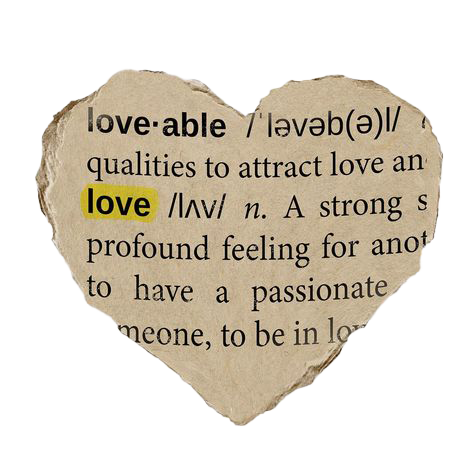 love·able /ˈləvəb(ə)l/
qualities to attract love an
love /lʌv/ n. A strong s
profound feeling for anot
to have a passionate
meone, to be in lov